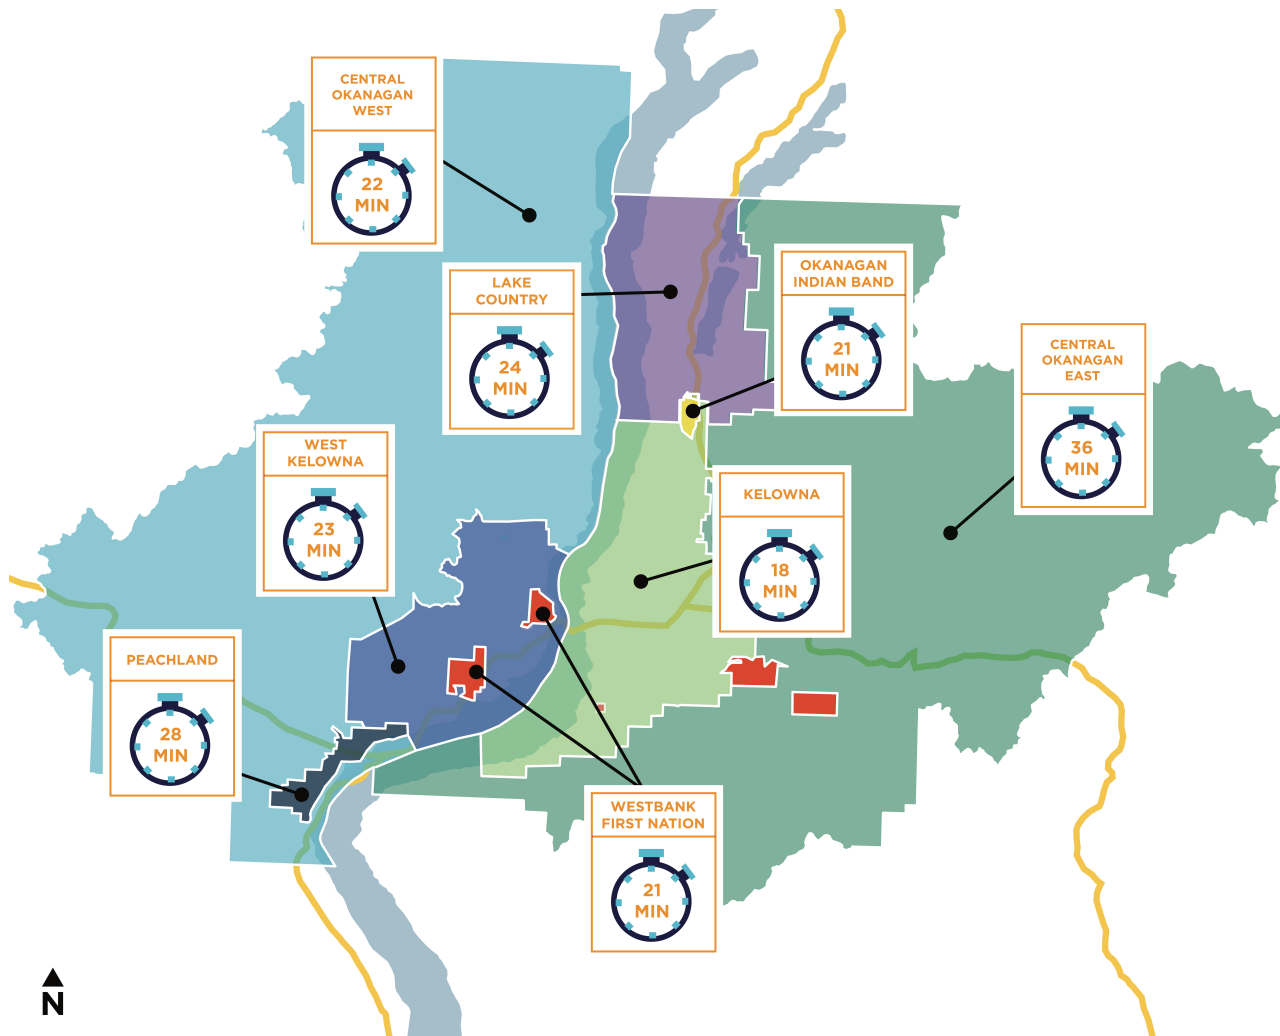 CENTRAL
OKANAGAN
WEST
22
MIN
LAKE
COUNTRY
24
MIN
OKANAGAN
INDIAN BAND
21
MIN
CENTRAL
OKANAGAN
EAST
36
MIN
WEST
KELOWNA
23
MIN
KELOWNA
18
MIN
PEACHLAND
28
MIN
WESTBANK
FIRST NATION
21
MIN
N